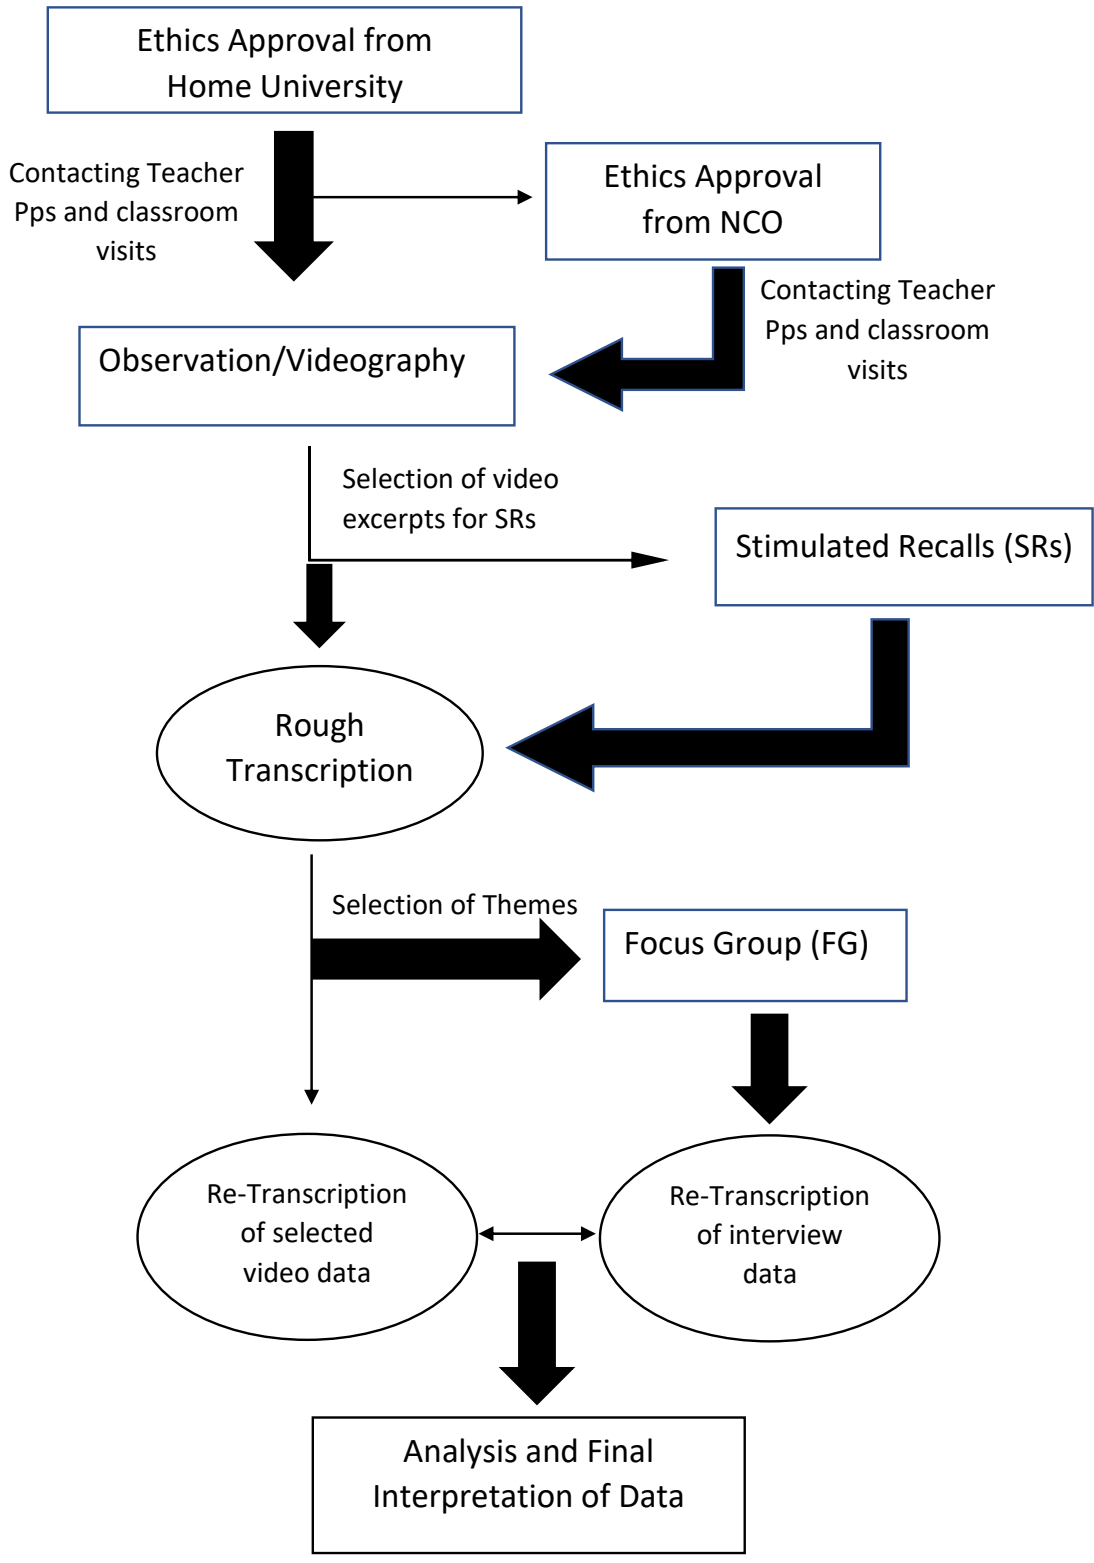 Ethics Approval from
Home University
Contacting Teacher
Pps and classroom
visits
Ethics Approval
from NCO
Contacting Teacher
Pps and classroom
visits
Observation/Videography
Selection of video
excerpts for SRs
Stimulated Recalls (SRs)
Rough
Transcription
Selection of Themes
Focus Group (FG)
Re-Transcription
of selected
video data
Re-Transcription
of interview
data
Analysis and Final
Interpretation of Data